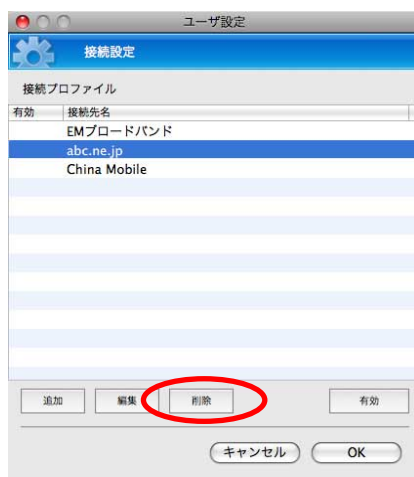 ユーザ設定
接続設定
接続プロファイル
有効 接続先名
EMブロードバンド
abc.ne.jp
China Mobile
追加 編集 削除 有効
キャンセル OK